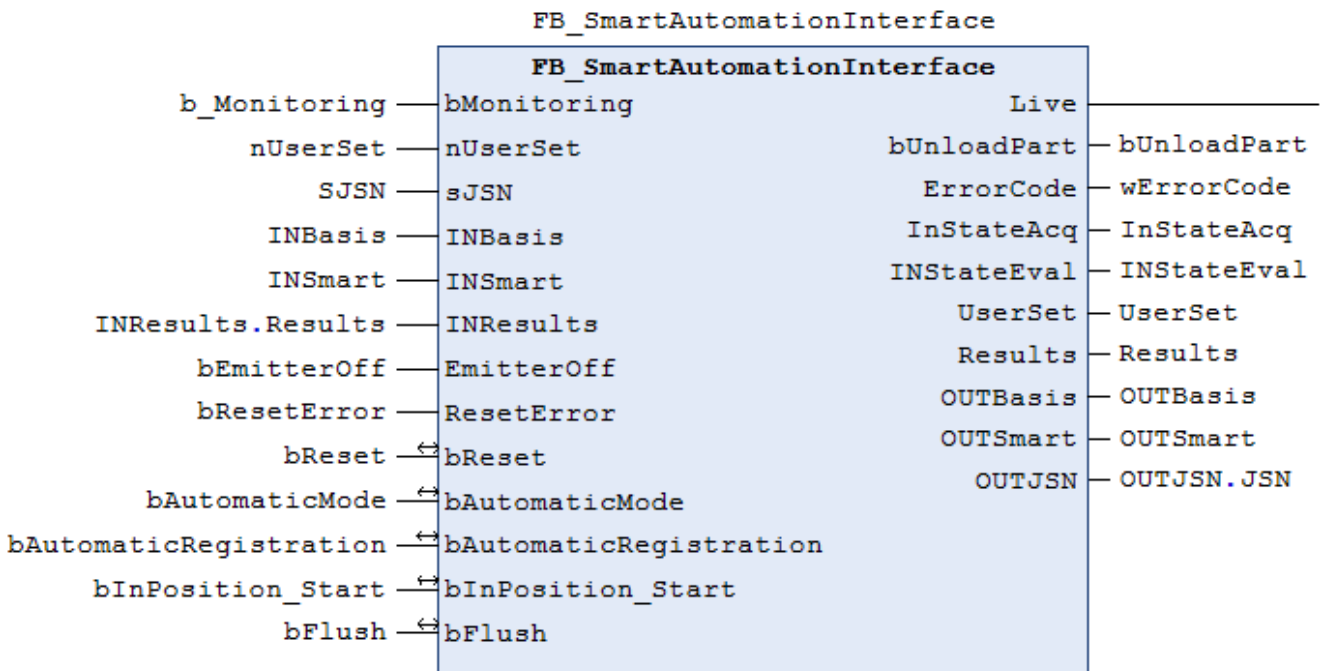 FB_SmartAutomationInterface
FB_SmartAutomationInterface
b_Monitoring bMonitoring Live
nUserSet nUserSet bUnloadPart bUnloadPart
SJSN sJSN ErrorCode wErrorCode
INBasis INBasis InStateAcq InStateAcq
INSmart INSmart INStateEval INStateEval
INResults.Results INResults UserSet UserSet
bEmitterOff EmitterOff Results Results
bResetError ResetError OUTBasis OUTBasis
bReset bReset OUTSmart OUTSmart
bAutomaticMode bAutomaticMode OUTJSN OUTJSN.JSN
bAutomaticRegistration bAutomaticRegistration
bInPosition_Start bInPosition_Start
bFlush bFlush